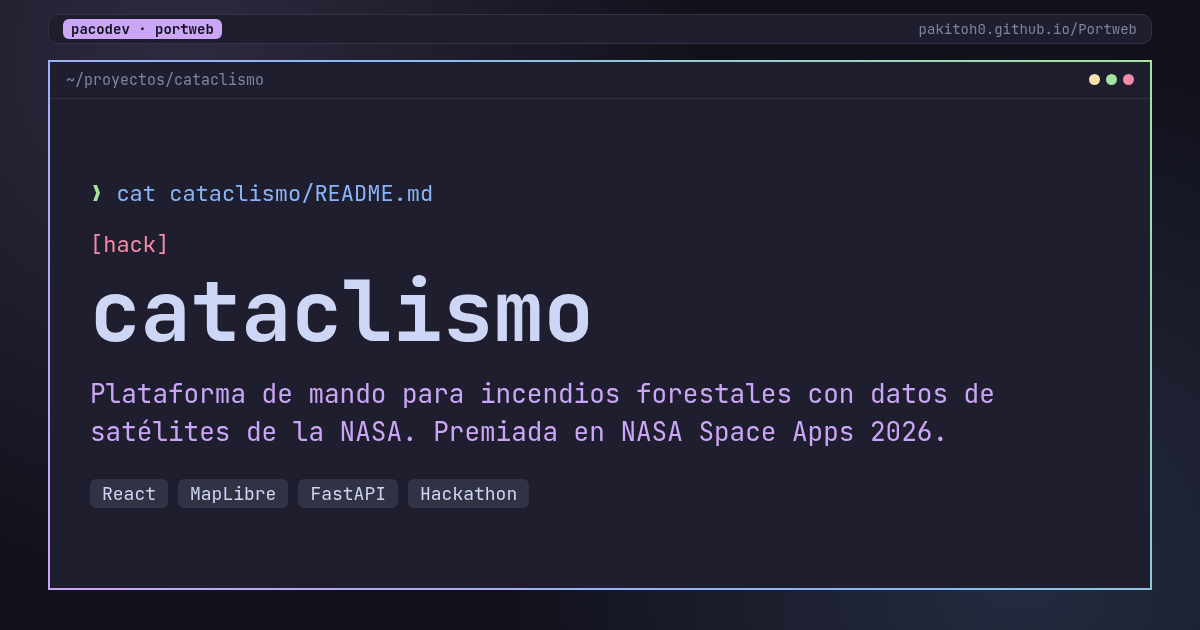 pacodev · portweb
pakitoh0.github.io/Portweb
~/proyectos/cataclismo
❱ cat cataclismo/README.md
[hack]
cataclismo
Plataforma de mando para incendios forestales con datos de
satélites de la NASA. Premiada en NASA Space Apps 2026.
React MapLibre FastAPI Hackathon